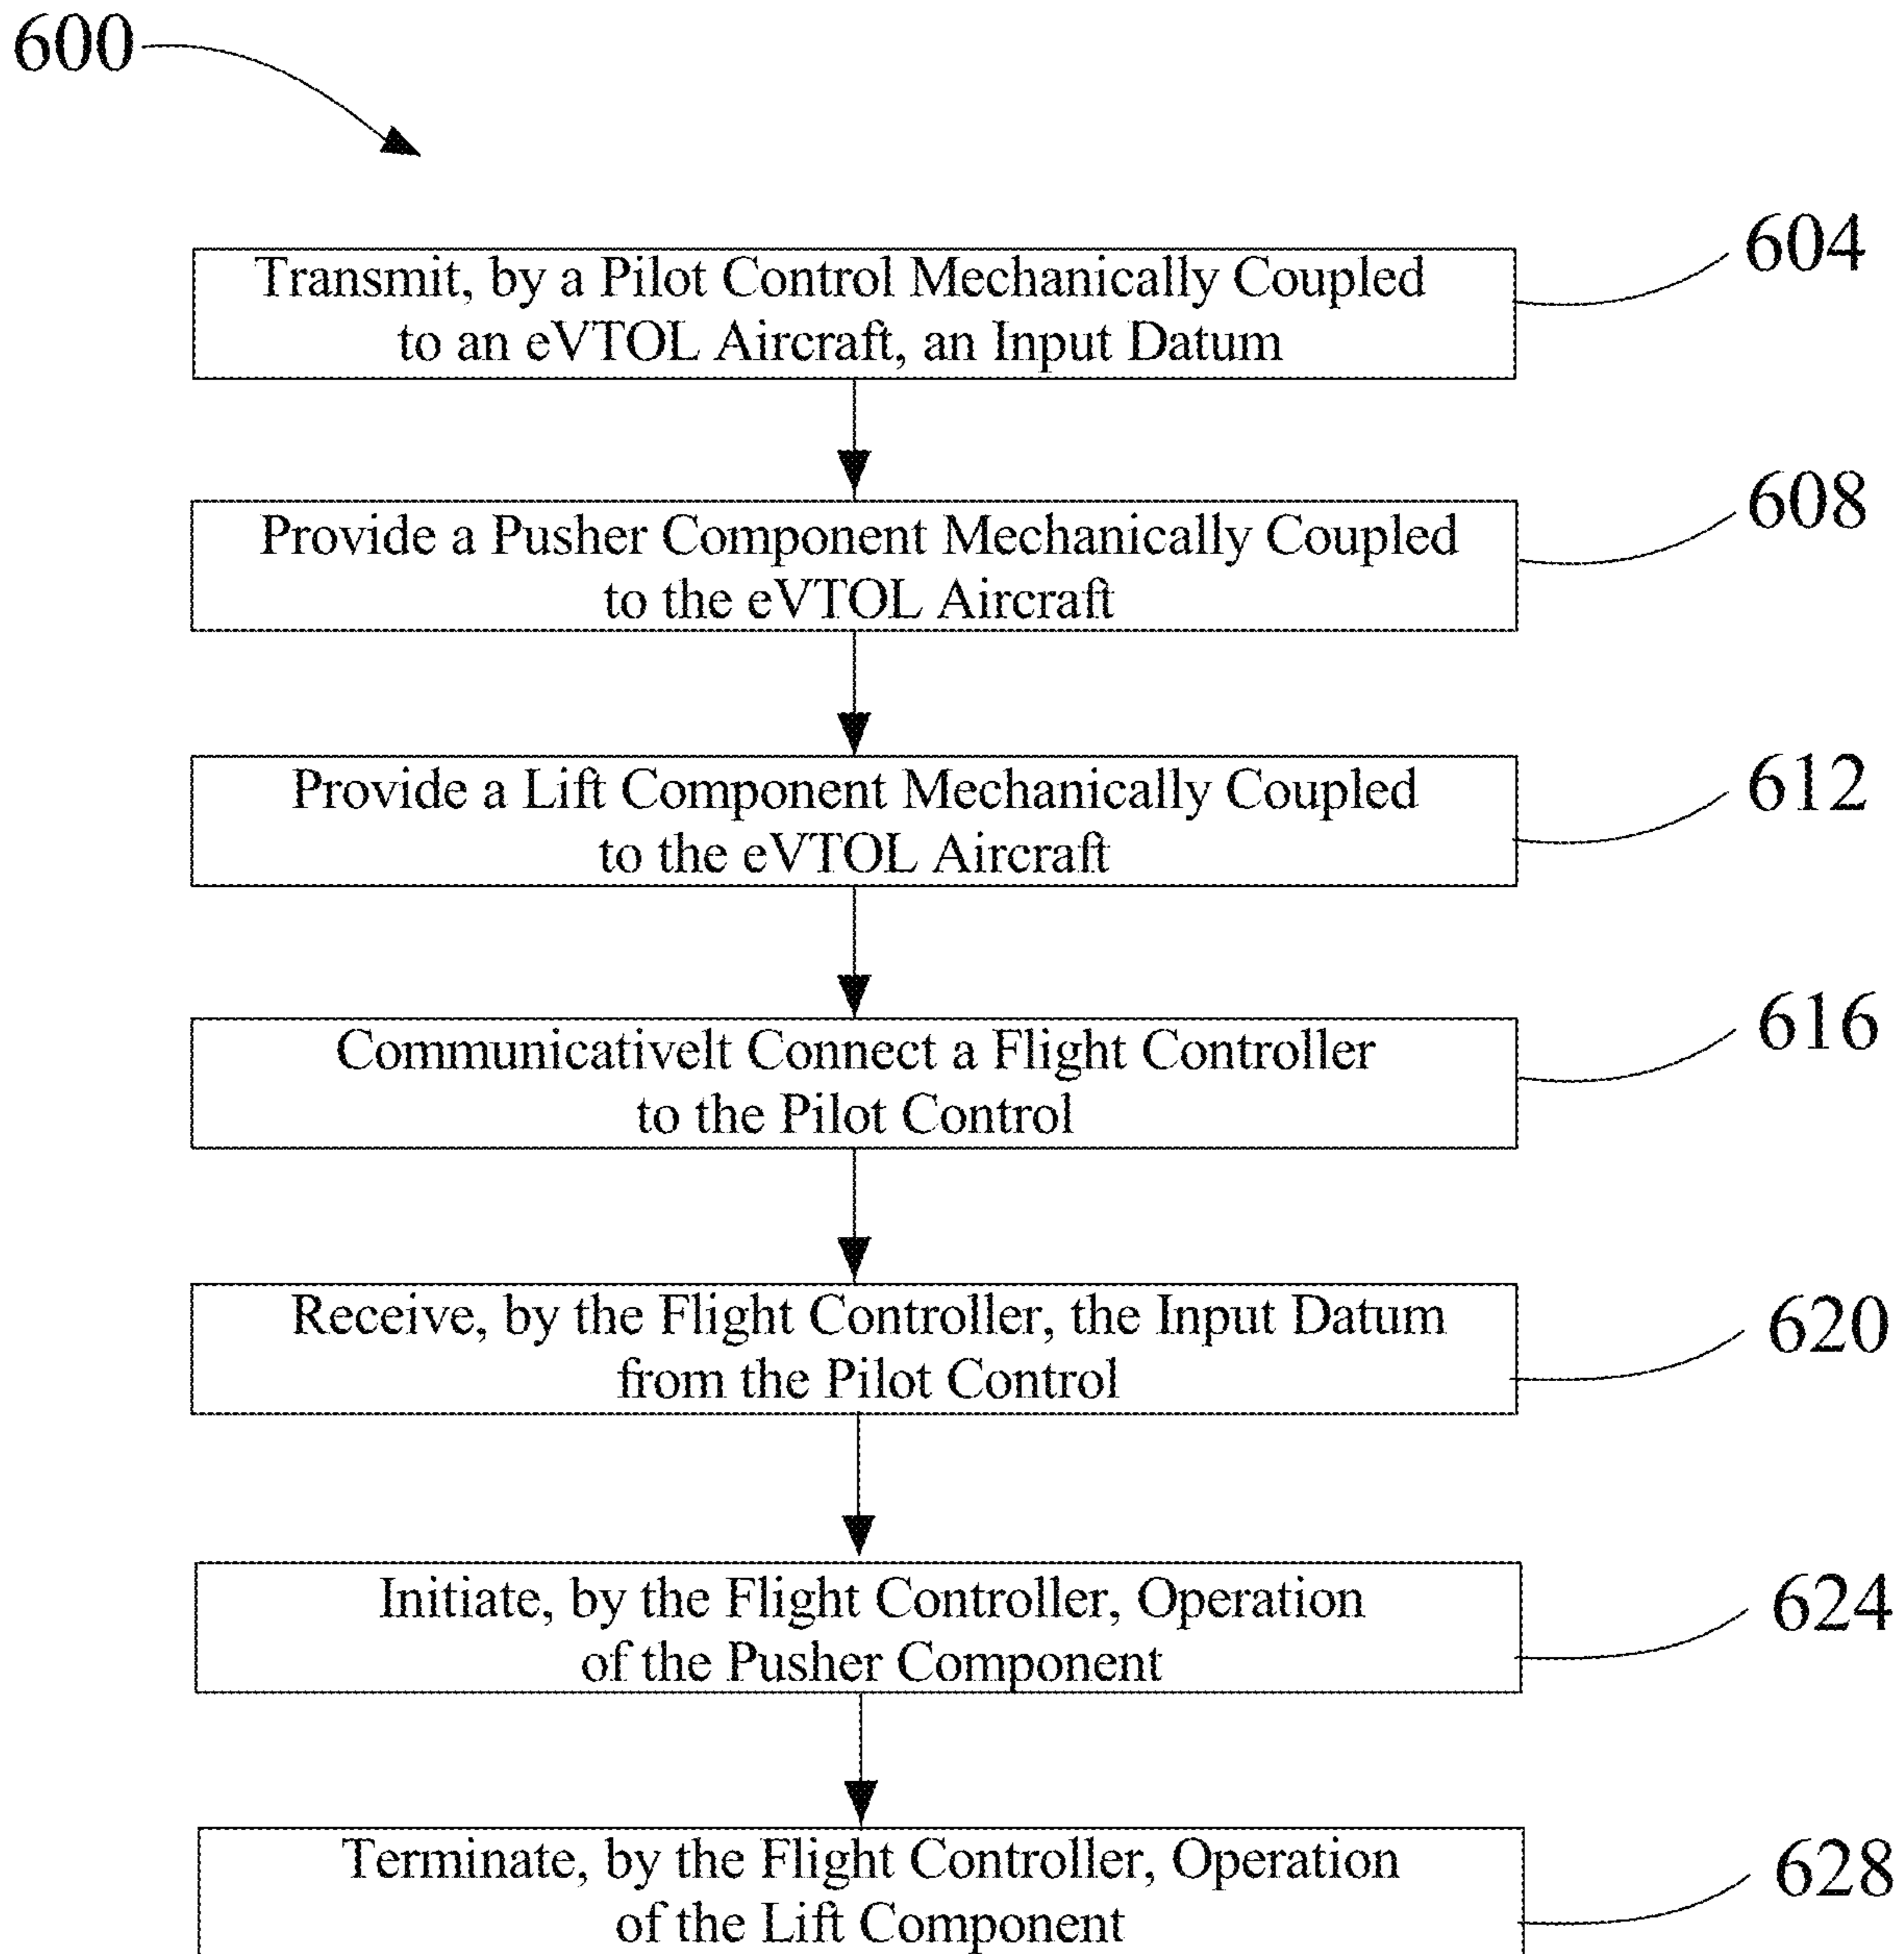 600
Transmit, by a Pilot Control Mechanically Coupled
to an eVTOL Aircraft, an Input Datum
604
Provide a Pusher Component Mechanically Coupled
to the eVTOL Aircraft
608
Provide a Lift Component Mechanically Coupled
to the eVTOL Aircraft
612
Communicativelt Connect a Flight Controller
to the Pilot Control
616
Receive, by the Flight Controller, the Input Datum
from the Pilot Control
620
Initiate, by the Flight Controller, Operation
of the Pusher Component
624
Terminate, by the Flight Controller, Operation
of the Lift Component
628